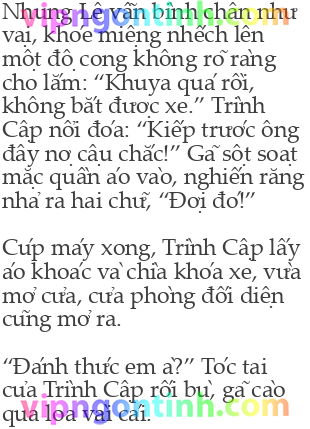 Nhưng Lệ vẫn bình chân như
vại, khóe miệng nhếch lên
một độ cong không rõ ràng
cho lắm: “Khuya quá rồi,
không bắt được xe.” Trình
Cập nổi đóa: “Kiếp trước ông
đây nợ cậu chắc!” Gã sột soạt
mặc quần áo vào, nghiến răng
nhả ra hai chữ, “Đợi đó!”
Cúp máy xong, Trình Cập lấy
áo khoác và chìa khóa xe, vừa
mở cửa, cửa phòng đối diện
cũng mở ra.
“Đánh thức em à?” Tóc tai
của Trình Cập rối bù, gã cào
qua loa vài cái.
vipngontinh.com
vipngontinh.com